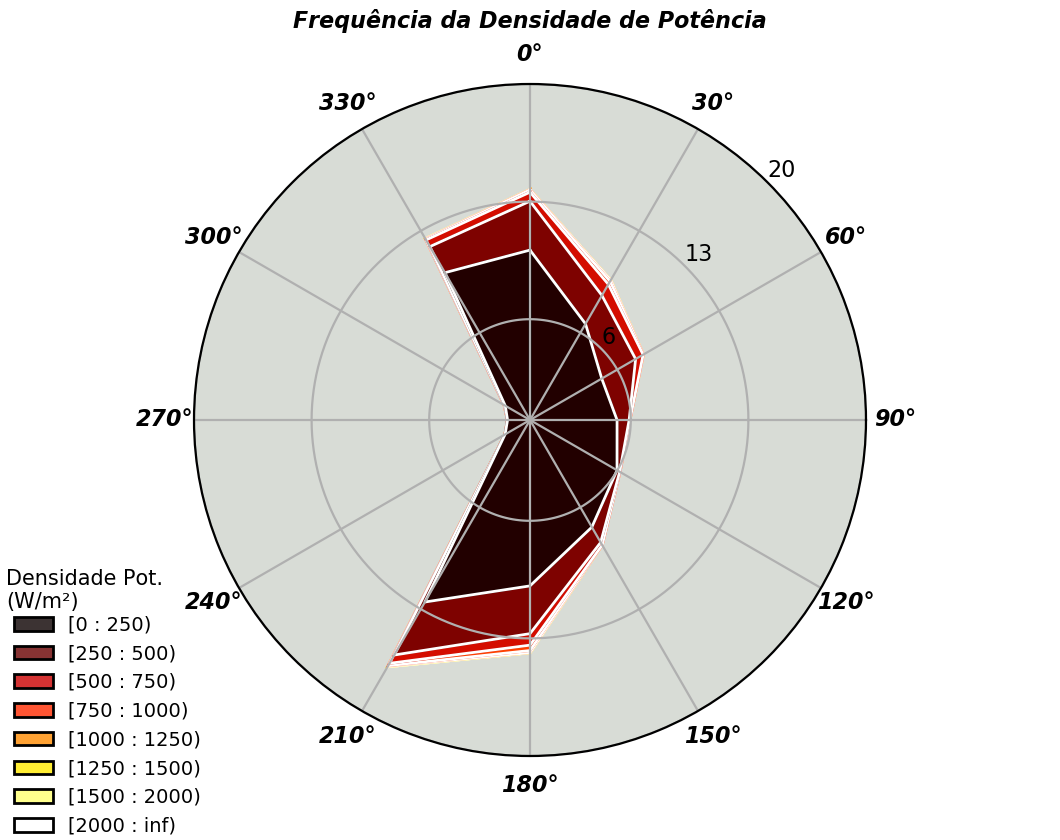 Frequência da Densidade de Potência
0°
330°
30°
20
300°
60°
13
6
270°
90°
240°
120°
210°
150°
180°
Densidade Pot.
(W/m²)
[0 : 250)
[250 : 500)
[500 : 750)
[750 : 1000)
[1000 : 1250)
[1250 : 1500)
[1500 : 2000)
[2000 : inf)